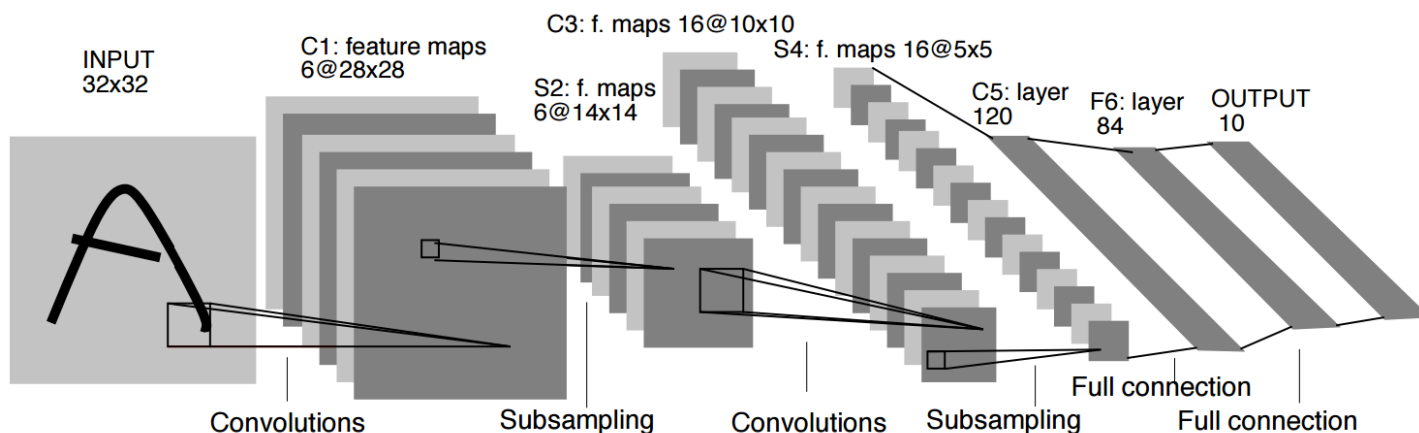 INPUT
32x32
C1: feature maps
6@28x28
S2: f. maps
6@14x14
C3: f. maps 16@10x10
S4: f. maps 16@5x5
C5: layer
120
F6: layer
84
OUTPUT
10
Convolutions
Subsampling
Convolutions
Subsampling
Full connection
Full connection